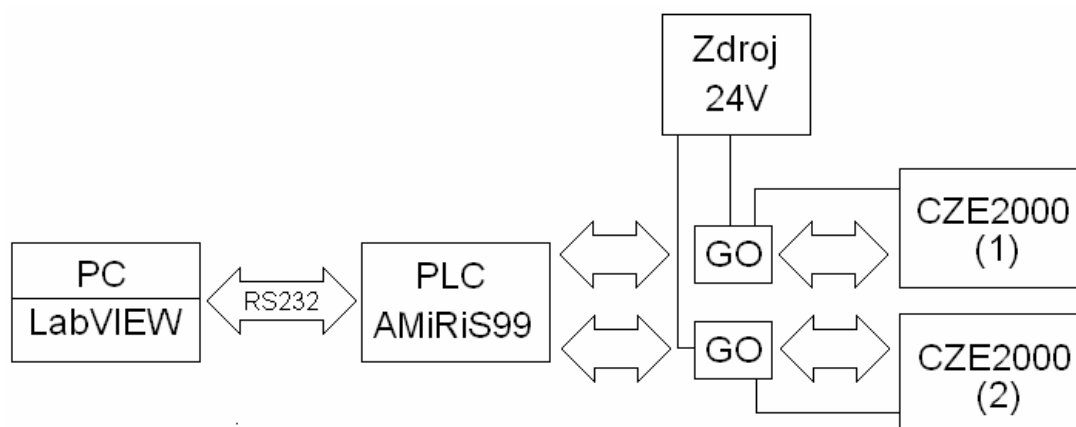 Zdroj
24V
PC
LabVIEW
RS232
PLC
AMiRiS99
GO
CZE2000
(1)
GO
CZE2000
(2)